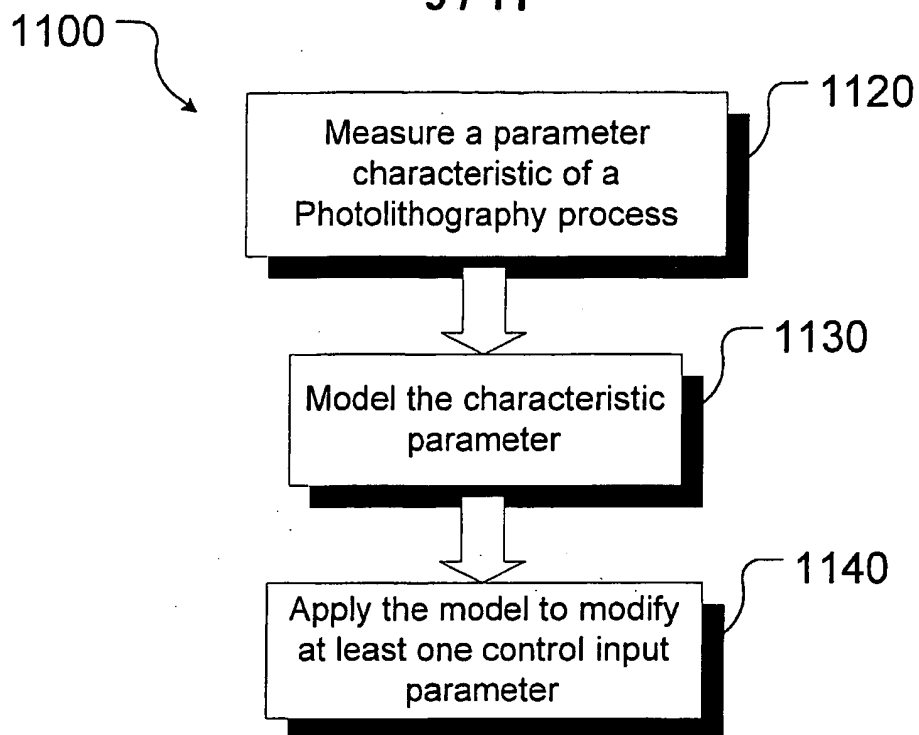 1100
1120
Measure a parameter
characteristic of a
Photolithography process
1130
Model the characteristic
parameter
1140
Apply the model to modify
at least one control input
parameter